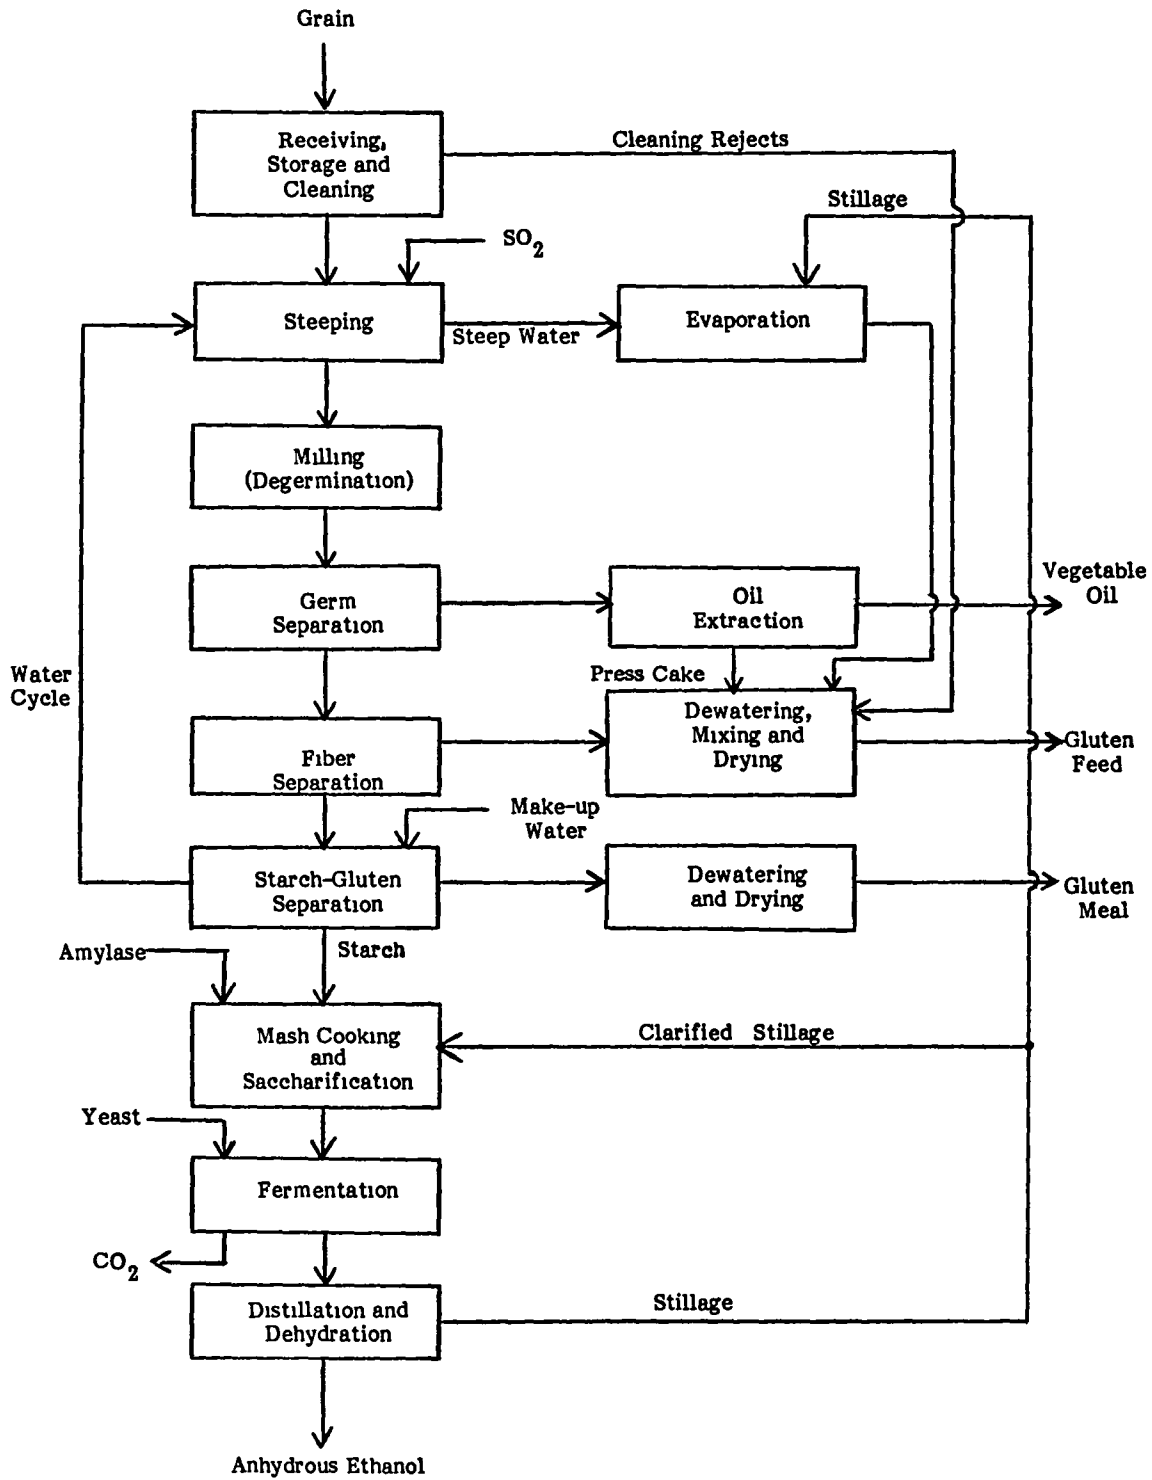 Grain
Receiving,
Storage and
Cleaning
Cleaning Rejects
Stillage
SO2
Steeping
Steep Water
Evaporation
Milling
(Degermination)
Germ
Separation
Oil
Extraction
Vegetable
Oil
Water
Cycle
Press Cake
Fiber
Separation
Dewatering,
Mixing and
Drying
Gluten
Feed
Make-up
Water
Starch-Gluten
Separation
Dewatering
and Drying
Gluten
Meal
Amylase
Starch
Mash Cooking
and
Saccharification
Clarified Stillage
Yeast
Fermentation
CO2
Distillation and
Dehydration
Stillage
Anhydrous Ethanol